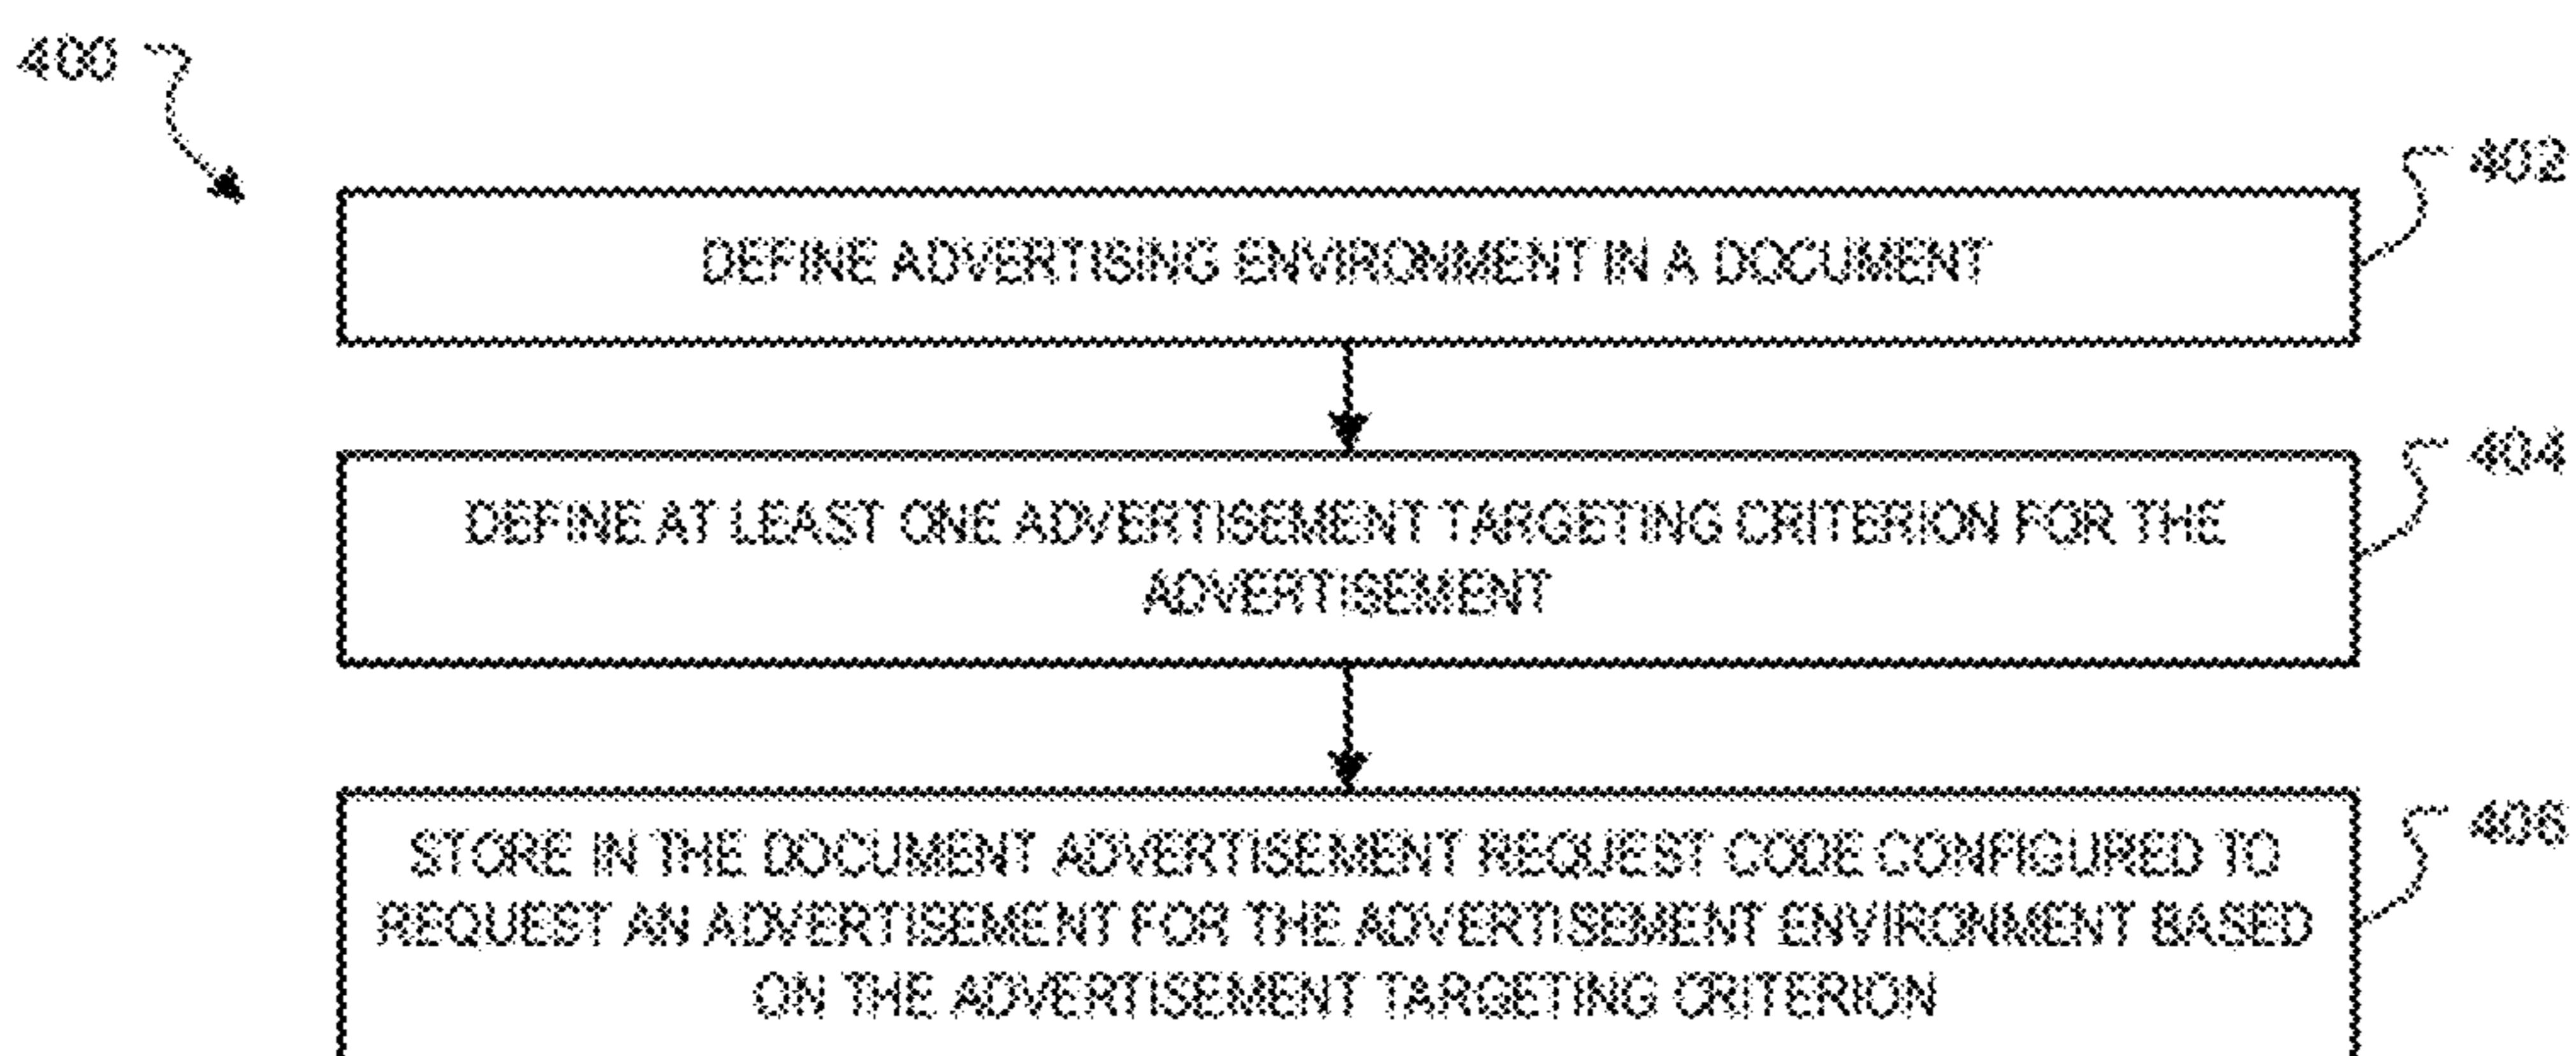 400
402
DEFINE ADVERTISING ENVIRONMENT IN A DOCUMENT
404
DEFINE AT LEAST ONE ADVERTISEMENT TARGETING CRITERION FOR THE
ADVERTISEMENT
406
STORE IN THE DOCUMENT ADVERTISEMENT REQUEST CODE CONFIGURED TO
REQUEST AN ADVERTISEMENT FOR THE ADVERTISEMENT ENVIRONMENT BASED
ON THE ADVERTISEMENT TARGETING CRITERION